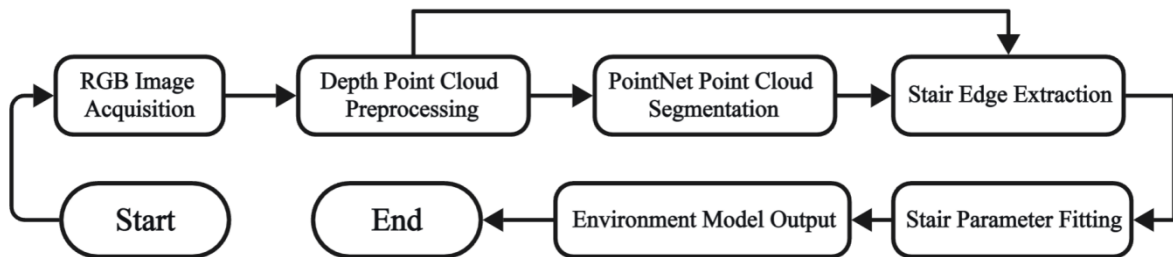 RGB Image
Acquisition
Depth Point Cloud
Preprocessing
PointNet Point Cloud
Segmentation
Stair Edge Extraction
Start
End
Environment Model Output
Stair Parameter Fitting